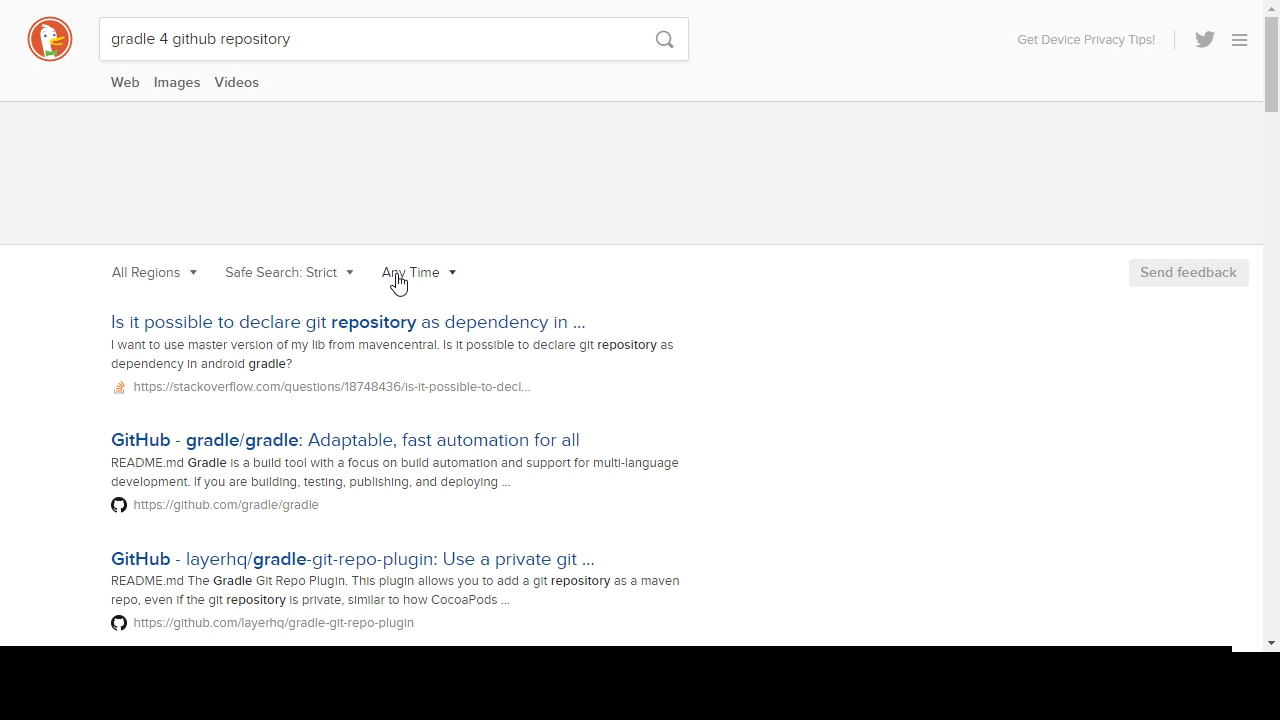 gradle 4 github repository
Get Device Privacy Tips!
Web Images Videos
All Regions Safe Search: Strict Any Time
Send feedback
Is it possible to declare git repository as dependency in ...
I want to use master version of my lib from mavencentral. Is it possible to declare git repository as
dependency in android gradle?
https://stackoverflow.com/questions/18748436/is-it-possible-to-decl...
GitHub - gradle/gradle: Adaptable, fast automation for all
README.md Gradle is a build tool with a focus on build automation and support for multi-language
development. If you are building, testing, publishing, and deploying ...
https://github.com/gradle/gradle
GitHub - layerhq/gradle-git-repo-plugin: Use a private git ...
README.md The Gradle Git Repo Plugin. This plugin allows you to add a git repository as a maven
repo, even if the git repository is private, similar to how CocoaPods ...
https://github.com/layerhq/gradle-git-repo-plugin